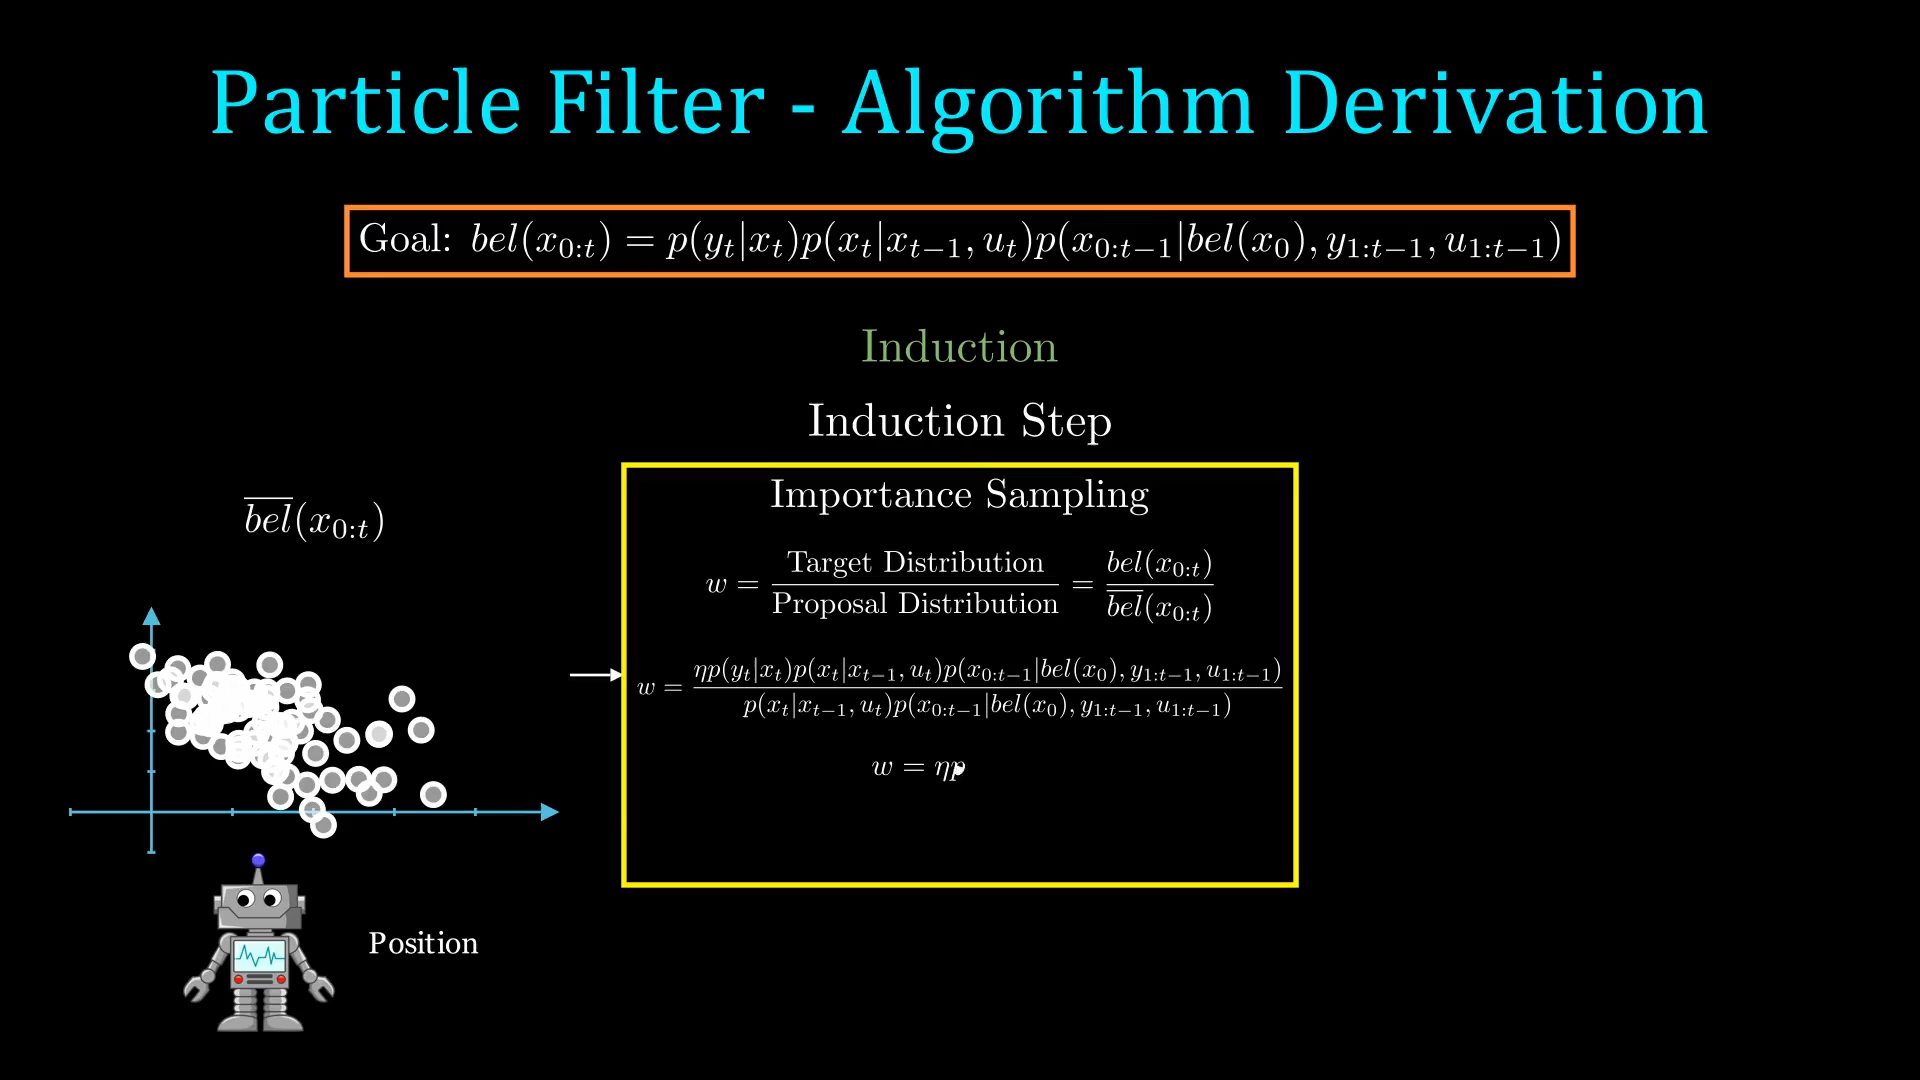 Particle Filter - Algorithm Derivation
Goal: bel(x_{0:t}) = p(y_t|x_t)p(x_t|x_{t−1}, u_t)p(x_{0:t−1}|bel(x_0), y_{1:t−1}, u_{1:t−1})
Induction
Induction Step
\overline{bel}(x_{0:t})
Importance Sampling
w = \frac{Target Distribution}{Proposal Distribution} = \frac{bel(x_{0:t})}{\overline{bel}(x_{0:t})}
w = \frac{ηp(y_t|x_t)p(x_t|x_{t−1}, u_t)p(x_{0:t−1}|bel(x_0), y_{1:t−1}, u_{1:t−1})}{p(x_t|x_{t−1}, u_t)p(x_{0:t−1}|bel(x_0), y_{1:t−1}, u_{1:t−1})}
w = ηp
Position